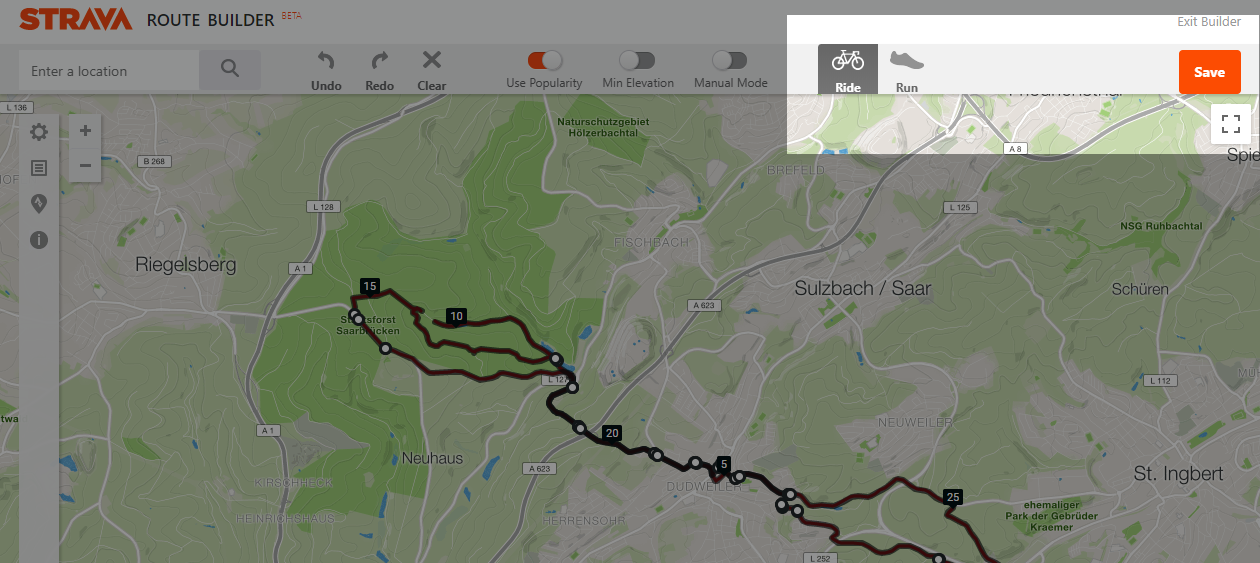 STRAVA ROUTE BUILDER BETA
Exit Builder
Enter a location
Undo
Redo
Clear
Use Popularity
Min Elevation
Manual Mode
Ride
Run
Save
L 136
Naturschutzgebiet
Hölzerbachtal
A 8
B 268
Spie
BREFELD
L 128
L 125
NSG Ruhbachtal
FISCHBACH
Riegelsberg
A 1
15
Sulzbach / Saar
Schüren
A 623
10
Saarbrücken
L 112
MÜH
twa
NEUWEILER
A 1
20
Neuhaus
5
A 623
St. Ingbert
KIRSCHHECK
DUDWEILER
25
ehemaliger
Park der Gebrüder
Kraemer
HEINRICHSHAUS
HERRENSOHR
L 252